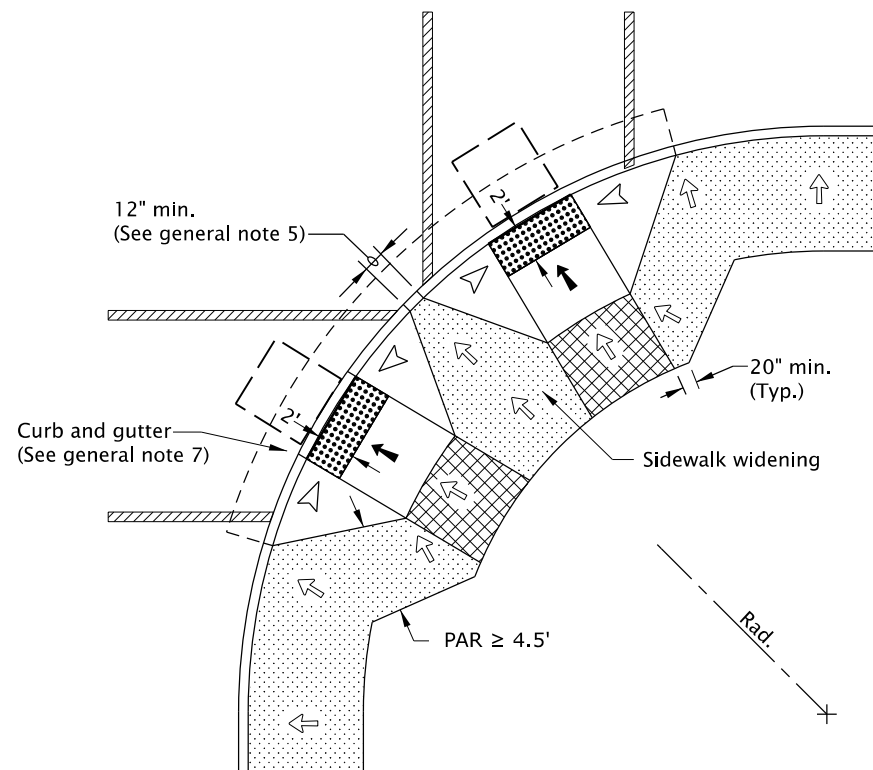 12" min.
(See general note 5)
2'
20" min.
(Typ.)
2'
Curb and gutter
(See general note 7)
Sidewalk widening
Rad.
PAR ≥ 4.5'